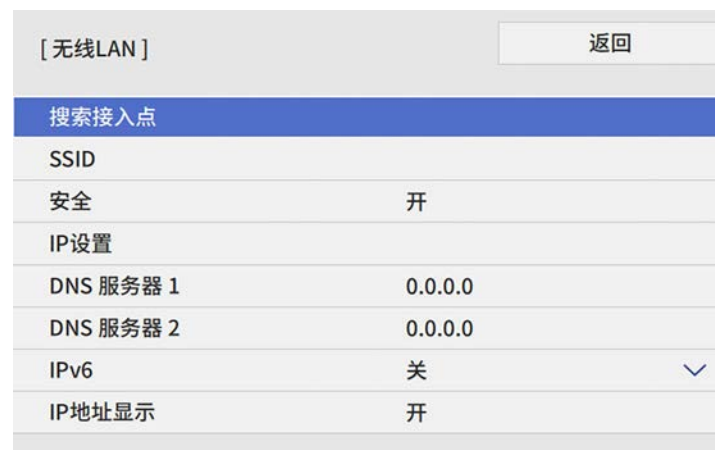 [ 无线LAN ] 返回
搜索接入点
SSID
安全 开
IP设置
DNS 服务器 1 0.0.0.0
DNS 服务器 2 0.0.0.0
IPv6 关
IP地址显示 开